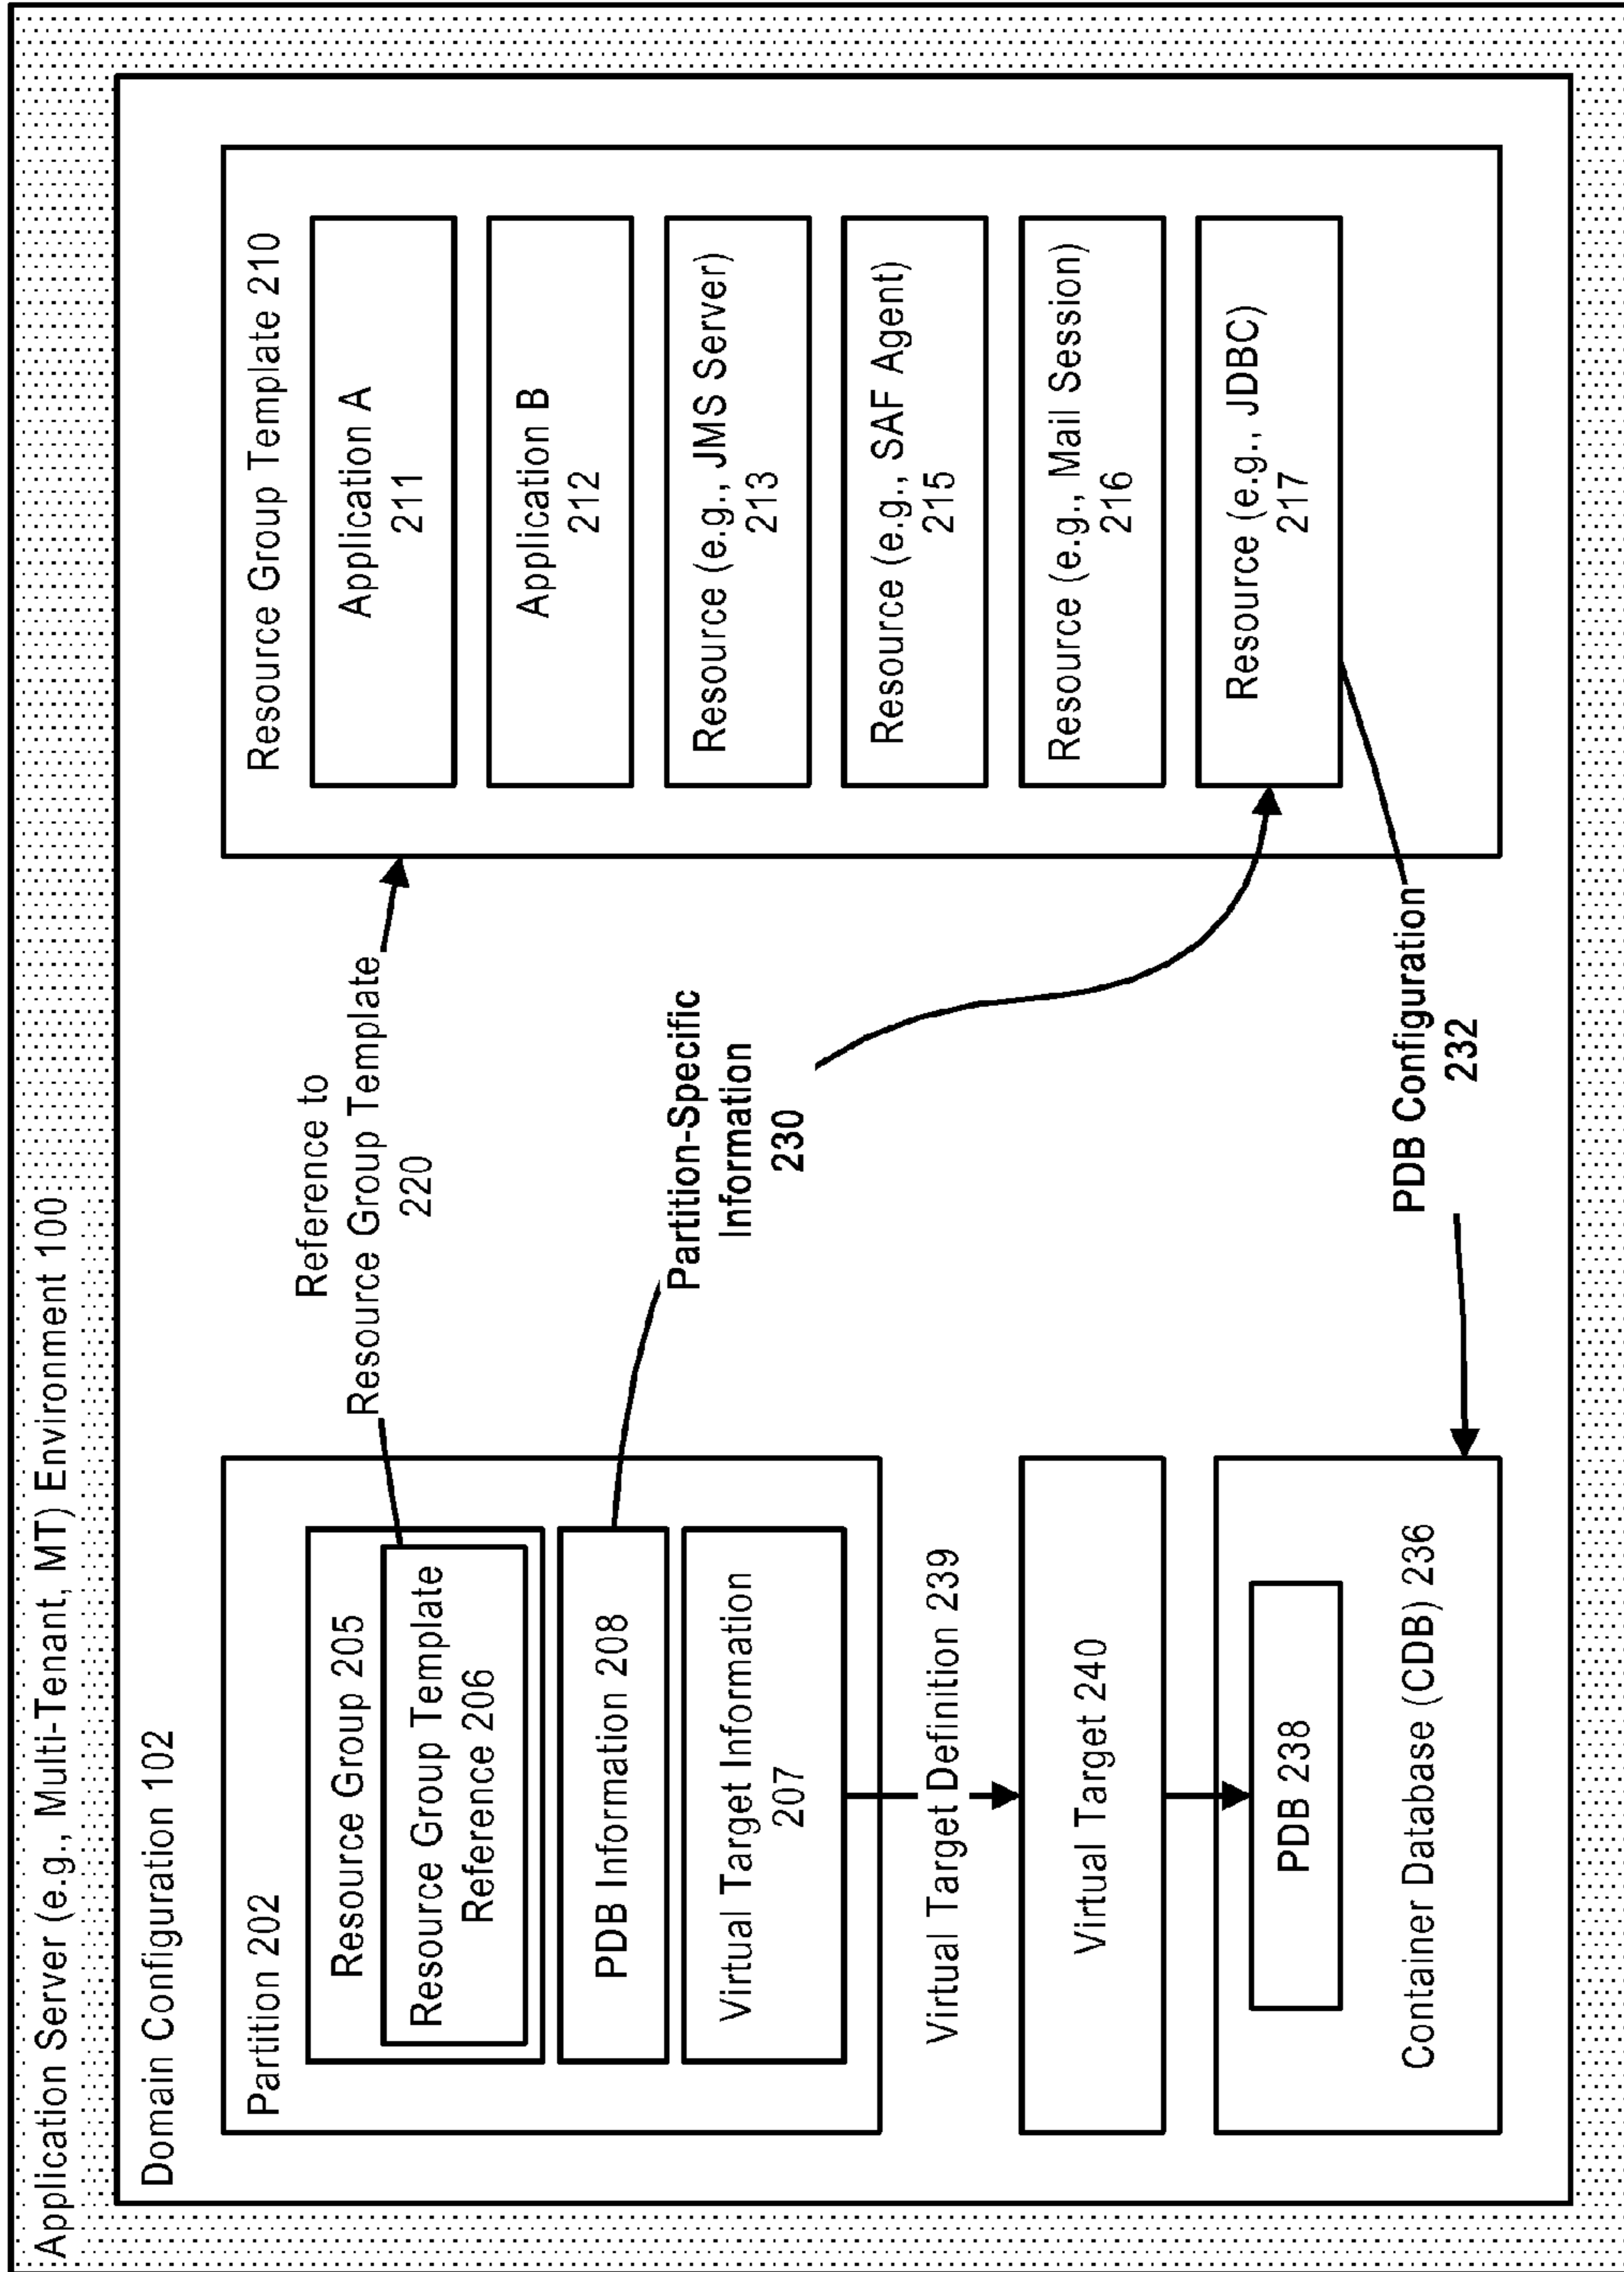 Application Server (e.g., Multi-Tenant, MT) Environment 100
Domain Configuration 102
Partition 202
Resource Group 205
Resource Group Template
Reference 206
PDB Information 208
Virtual Target Information
207
Virtual Target Definition 239
Virtual Target 240
PDB 238
Container Database (CDB) 236
Reference to
Resource Group Template
220
Partition-Specific
Information
230
PDB Configuration
232
Resource Group Template 210
Application A
211
Application B
212
Resource (e.g., JMS Server)
213
Resource (e.g., SAF Agent)
215
Resource (e.g., Mail Session)
216
Resource (e.g., JDBC)
217